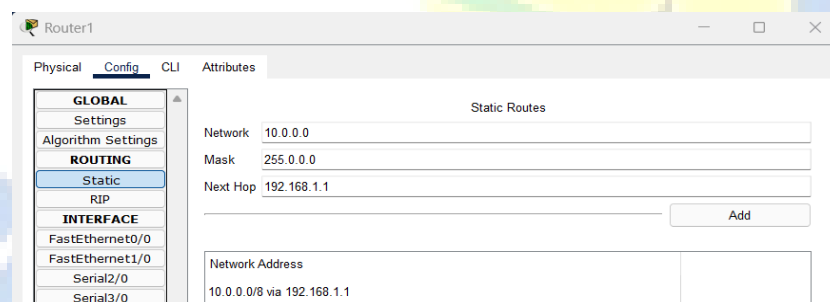 Router1
Physical Config CLI Attributes
GLOBAL
Settings
Algorithm Settings
ROUTING
Static
RIP
INTERFACE
FastEthernet0/0
FastEthernet1/0
Serial2/0
Serial3/0
Static Routes
Network 10.0.0.0
Mask 255.0.0.0
Next Hop 192.168.1.1
Add
Network Address
10.0.0.0/8 via 192.168.1.1